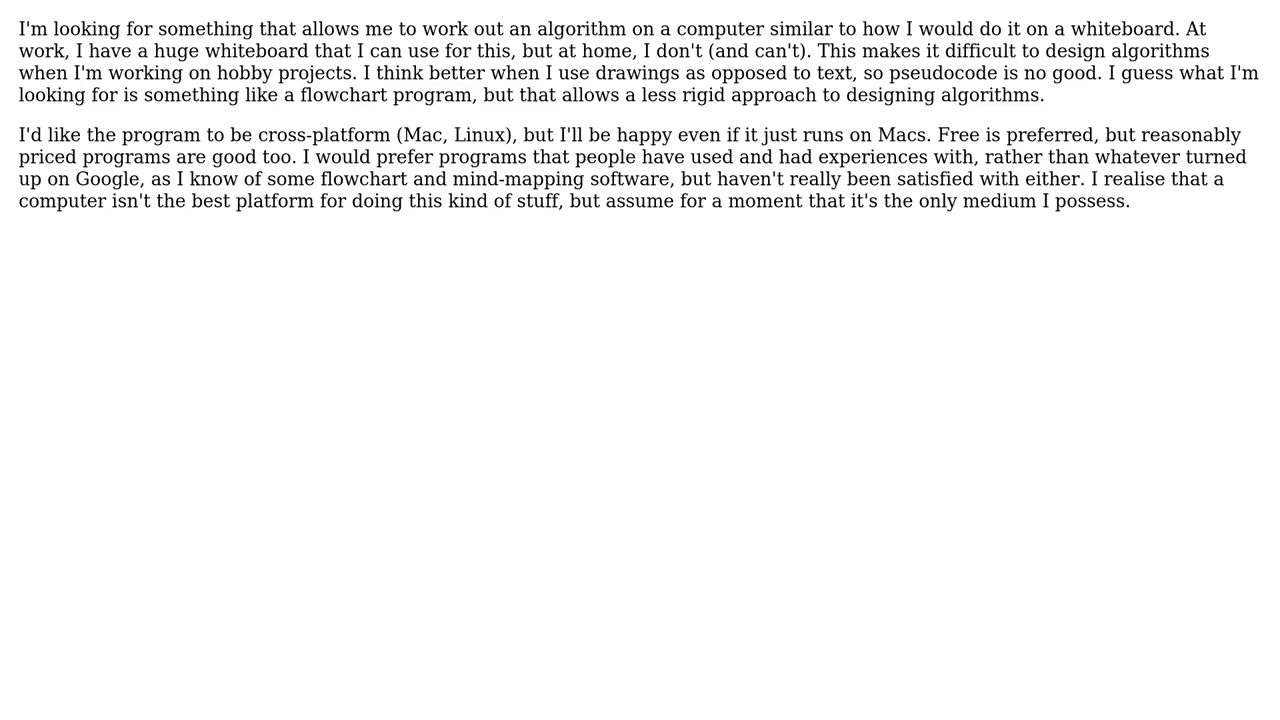 I'm looking for something that allows me to work out an algorithm on a computer similar to how I would do it on a whiteboard. At
work, I have a huge whiteboard that I can use for this, but at home, I don't (and can't). This makes it difficult to design algorithms
when I'm working on hobby projects. I think better when I use drawings as opposed to text, so pseudocode is no good. I guess what I'm
looking for is something like a flowchart program, but that allows a less rigid approach to designing algorithms.
I'd like the program to be cross-platform (Mac, Linux), but I'll be happy even if it just runs on Macs. Free is preferred, but reasonably
priced programs are good too. I would prefer programs that people have used and had experiences with, rather than whatever turned
up on Google, as I know of some flowchart and mind-mapping software, but haven't really been satisfied with either. I realise that a
computer isn't the best platform for doing this kind of stuff, but assume for a moment that it's the only medium I possess.